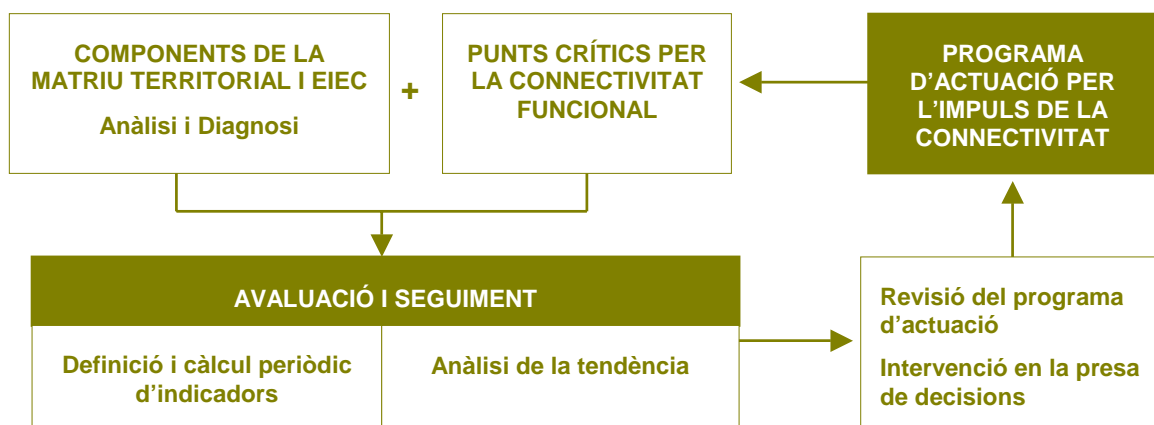 COMPONENTS DE LA
MATRIU TERRITORIAL I EIEC
Anàlisi i Diagnosi
+
PUNTS CRÍTICS PER
LA CONNECTIVITAT
FUNCIONAL
PROGRAMA
D’ACTUACIÓ PER
L’IMPULS DE LA
CONNECTIVITAT
AVALUACIÓ I SEGUIMENT
Definició i càlcul periòdic
d’indicadors
Anàlisi de la tendència
Revisió del programa
d’actuació
Intervenció en la presa
de decisions